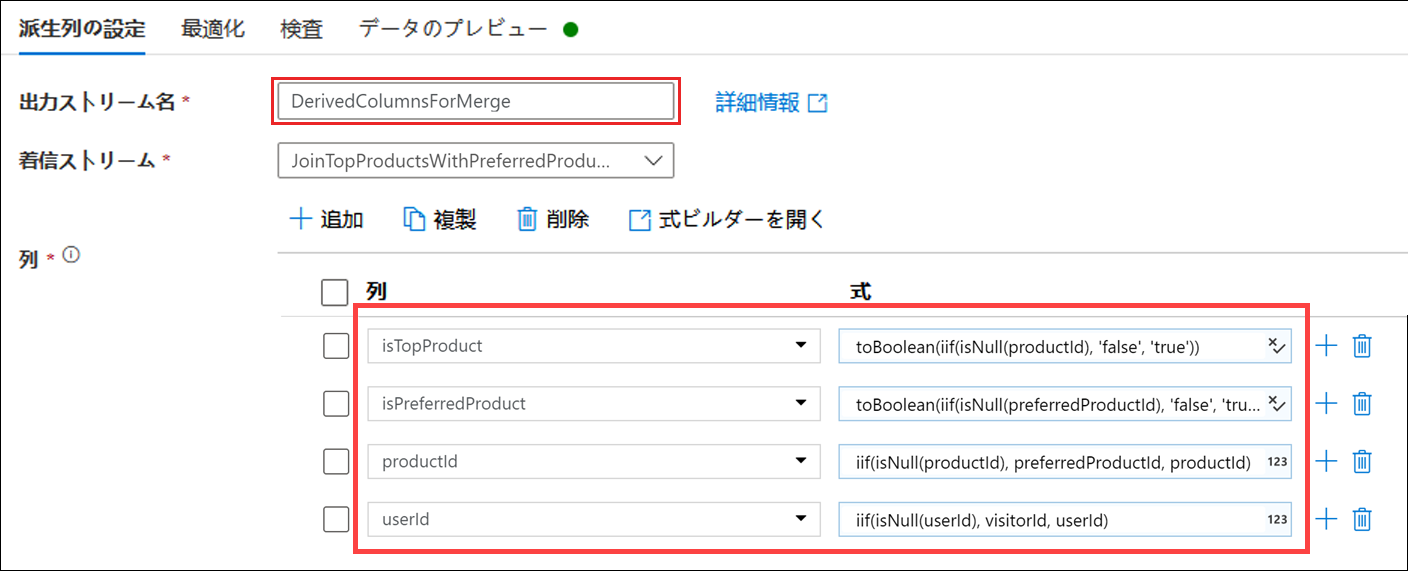 派生列の設定 最適化 検査 データのプレビュー
出力ストリーム名 * DerivedColumnsForMerge 詳細情報
着信ストリーム * JoinTopProductsWithPreferredProdu...
追加 複製 削除 式ビルダーを開く
列 *
列 式
isTopProduct toBoolean(iif(isNull(productId), 'false', 'true'))
isPreferredProduct toBoolean(iif(isNull(preferredProductId), 'false', 'tru...
productId iif(isNull(productId), preferredProductId, productId) 123
userId iif(isNull(userId), visitorId, userId) 123